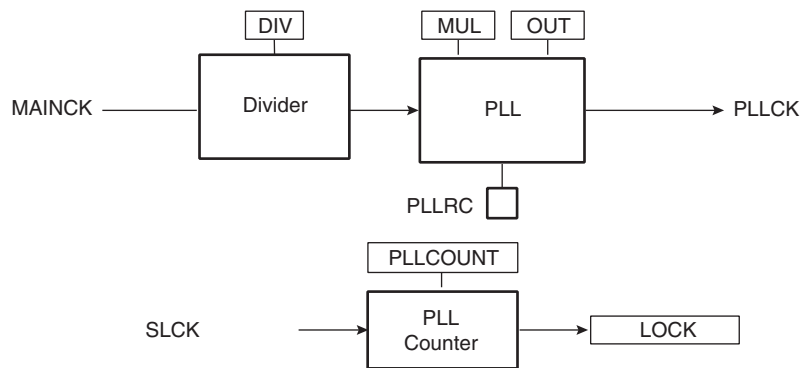 DIV
MUL
OUT
MAINCK
Divider
PLL
PLLCK
PLLRC
PLLCOUNT
SLCK
PLL
Counter
LOCK